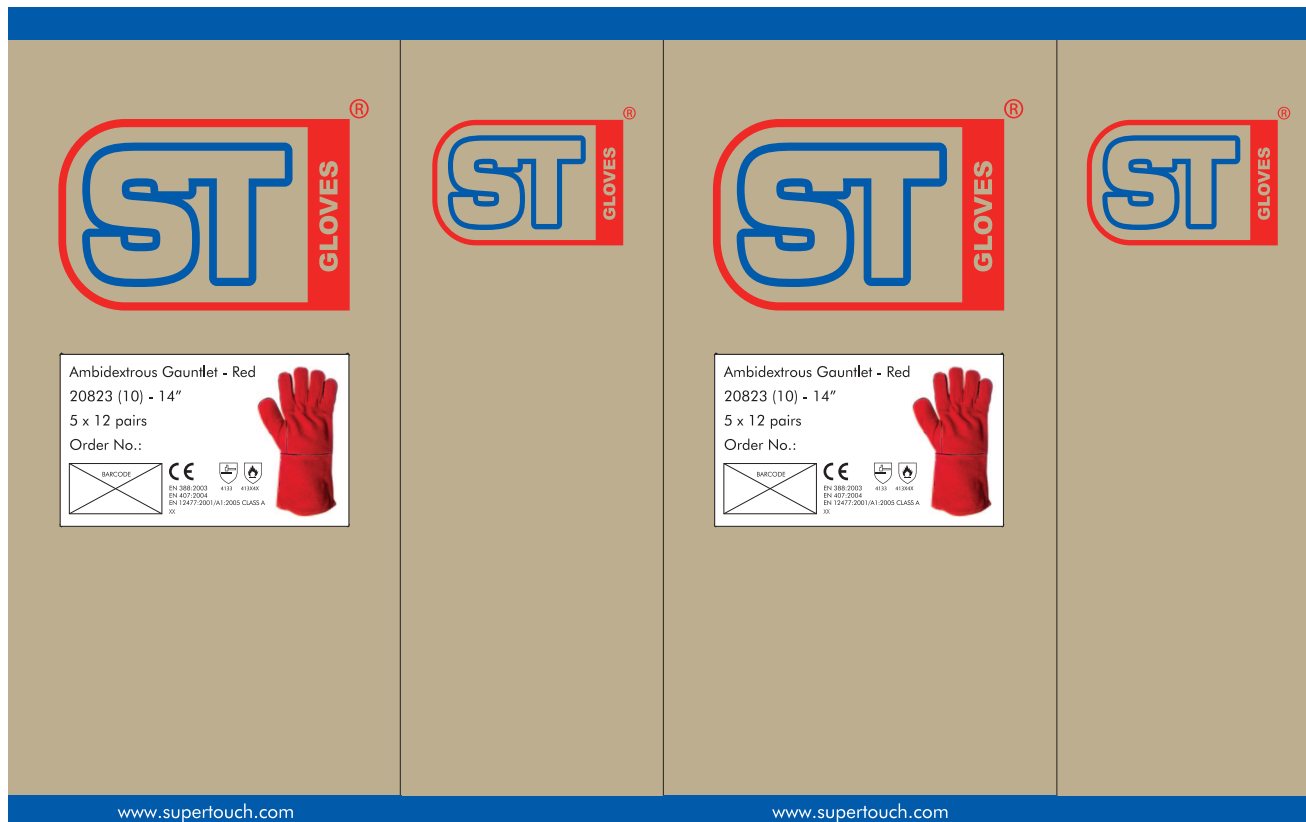 ST GLOVES ®
ST GLOVES ®
ST GLOVES ®
ST GLOVES ®
Ambidextrous Gauntlet - Red
20823 (10) - 14”
5 x 12 pairs
Order No.:
BARCODE
CE
4133 413X4X
EN 388:2003
EN 407:2004
EN 12477:2001/A1:2005 CLASS A
XX
Ambidextrous Gauntlet - Red
20823 (10) - 14”
5 x 12 pairs
Order No.:
BARCODE
CE
4133 413X4X
EN 388:2003
EN 407:2004
EN 12477:2001/A1:2005 CLASS A
XX
www.supertouch.com
www.supertouch.com